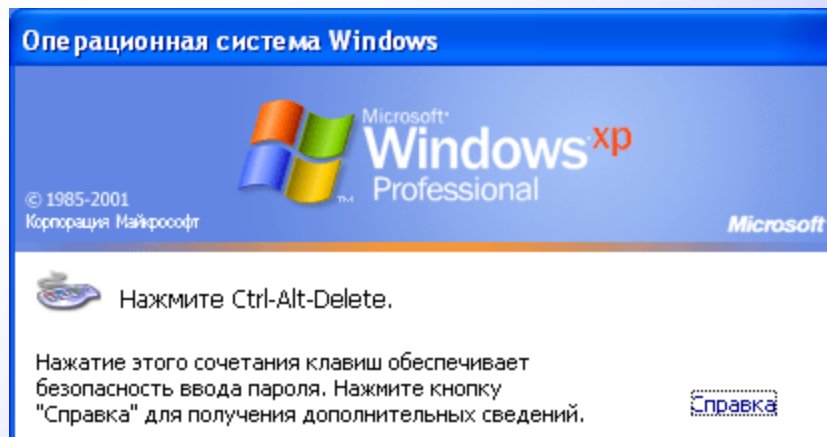 Операционная система Windows
Microsoft·
Windows xp
Professional
TM
© 1985-2001
Корпорация Майкрософт
Microsoft
Нажмите Ctrl-Alt-Delete.
Нажатие этого сочетания клавиш обеспечивает
безопасность ввода пароля. Нажмите кнопку
"Справка" для получения дополнительных сведений.
Справка